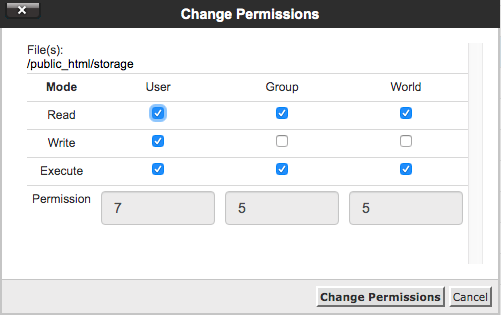 Change Permissions
File(s):
/public_html/storage
Mode User Group World
Read
Write
Execute
Permission 7 5 5
Change Permissions Cancel